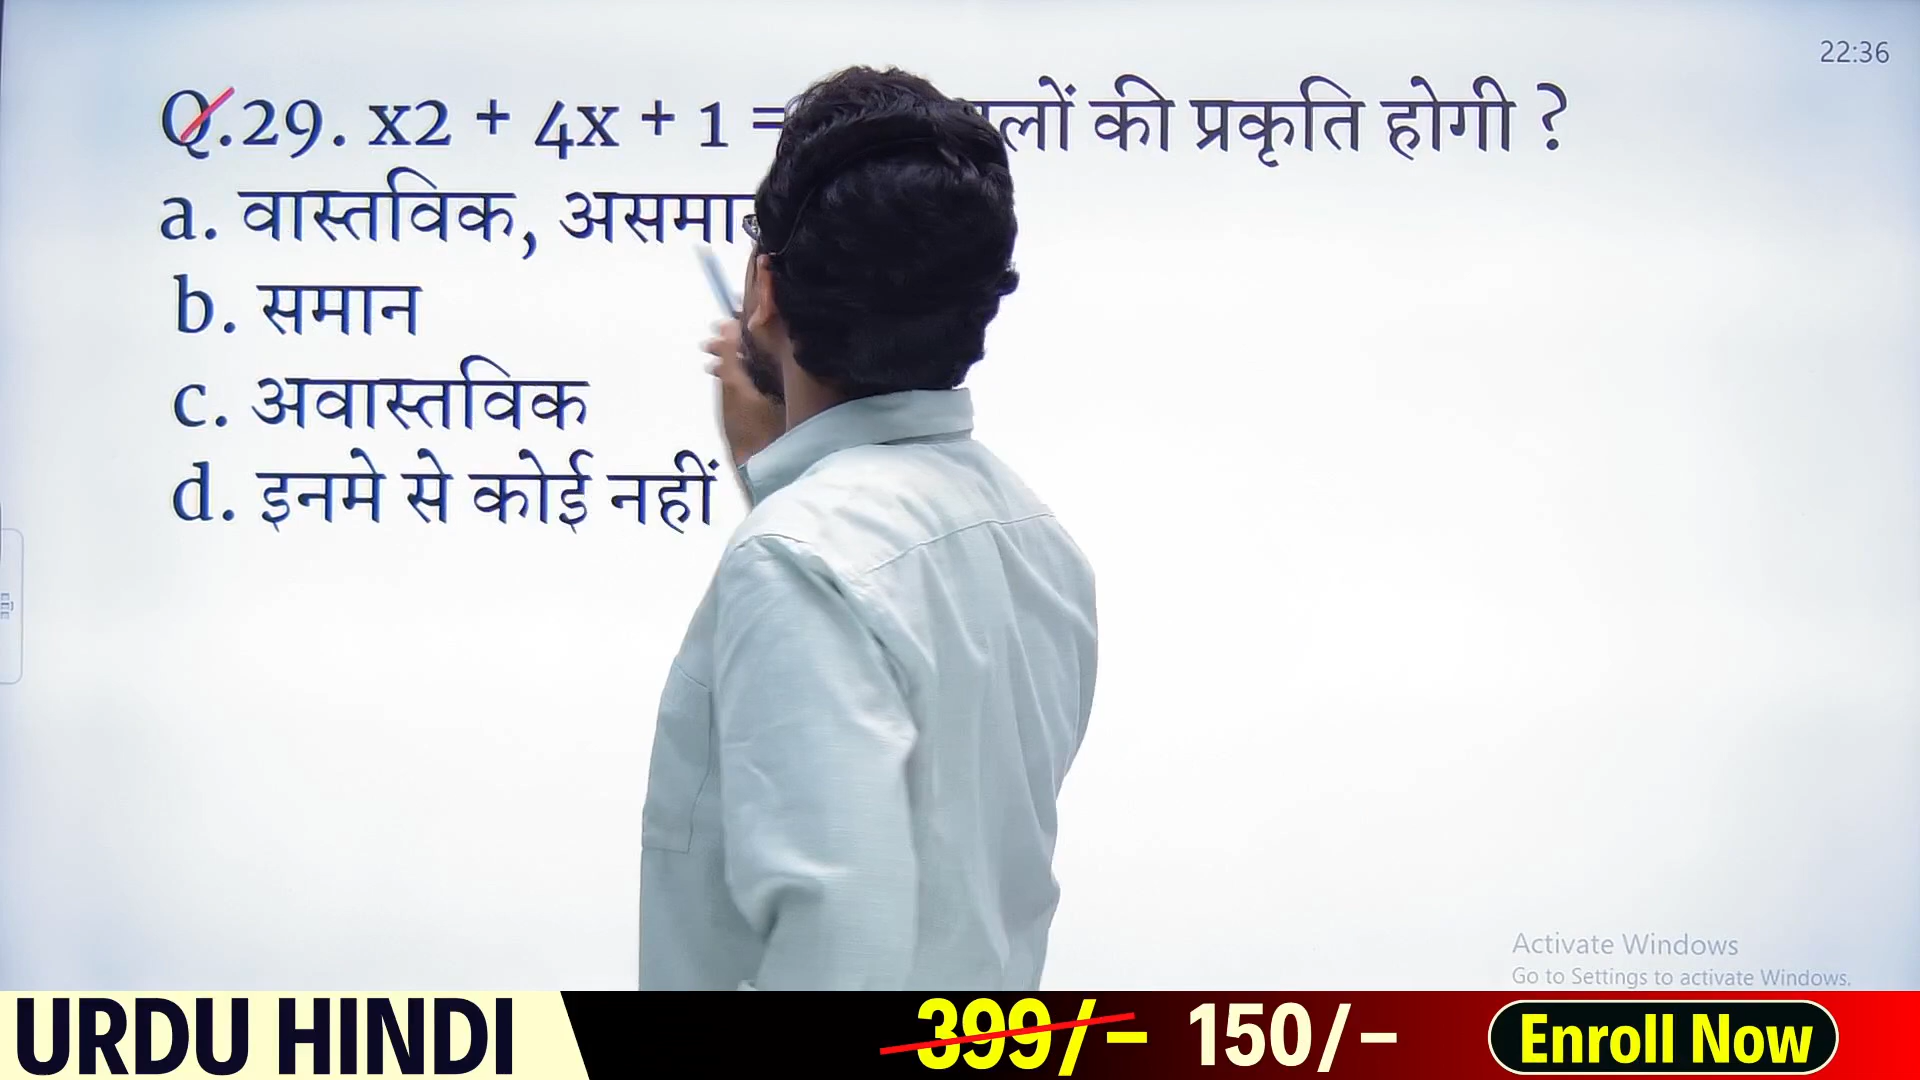 22:36
Q.29. x2 + 4x + 1 = की प्रकृति होगी ?
a. वास्तविक,
b. समान
c. अवास्तविक
d. इनमे से कोई नहीं
Activate Windows
Go to Settings to activate Windows.
URDU HINDI 399/- 150/- Enroll Now